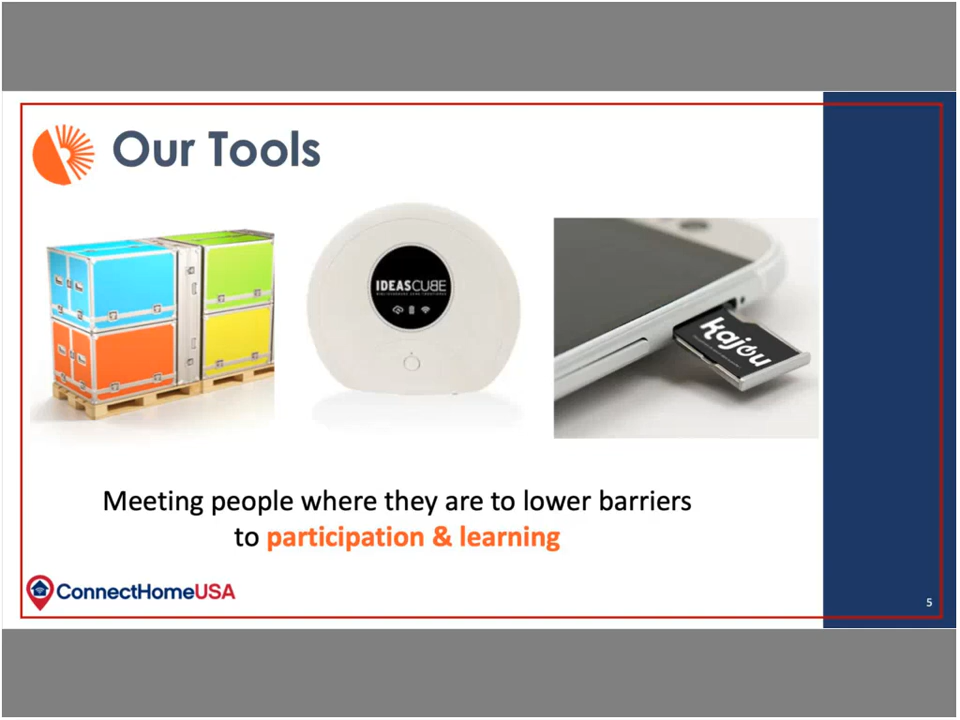 Our Tools
IDEASCUBE
kajou
Meeting people where they are to lower barriers
to participation & learning
ConnectHomeUSA
5